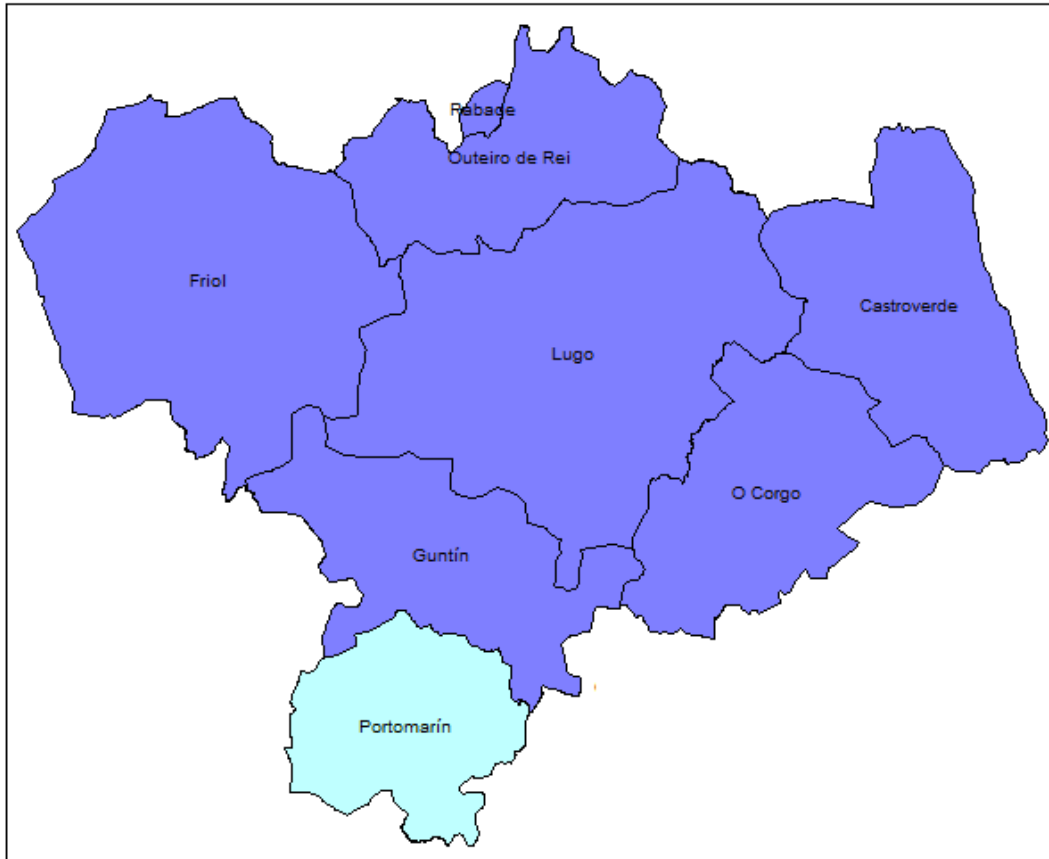 Rábade
Outeiro de Rei
Friol
Castroverde
Lugo
O Corgo
Guntín
Portomarín